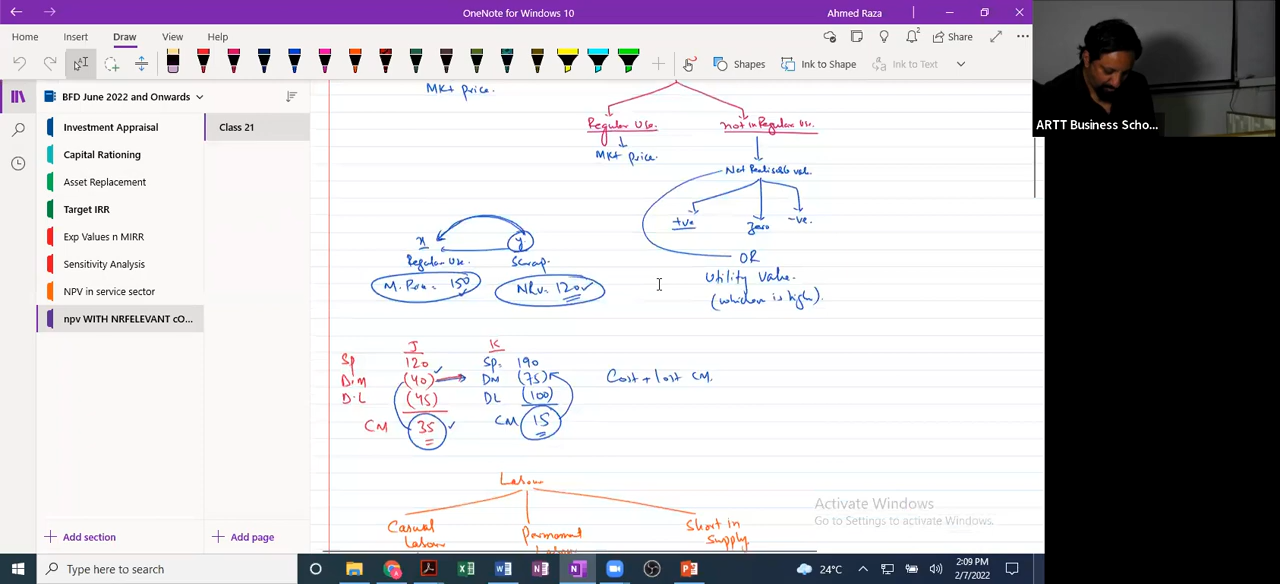 OneNote for Windows 10
Ahmed Raza
Home Insert Draw View Help
Share
Shapes
Ink to Shape
Ink to Text
BFD June 2022 and Onwards
Investment Appraisal
Capital Rationing
Asset Replacement
Target IRR
Exp Values n MIRR
Sensitivity Analysis
NPV in service sector
npv WITH NRFELEVANT cO...
Add section
Class 21
Add page
MKt price.
Regular Use. not in Regular Use.
MKt price.
Net Realisable val.
+ve Zero -ve.
OR
Utility Value.
(whichever is high).
x y
Regular Use. Scrap.
M. Price = 150 NRV = 120
J K
Sp 120 Sp. 190
D.M (40) DM (75) Cost + lost CM.
D.L (45) DL (100)
CM 35 CM 15
Labour
Casual Labour
Permanent Labour
Short in Supply
Activate Windows
Go to Settings to activate Windows.
ARTT Business Scho...
Type here to search
24°C
2:09 PM
2/7/2022